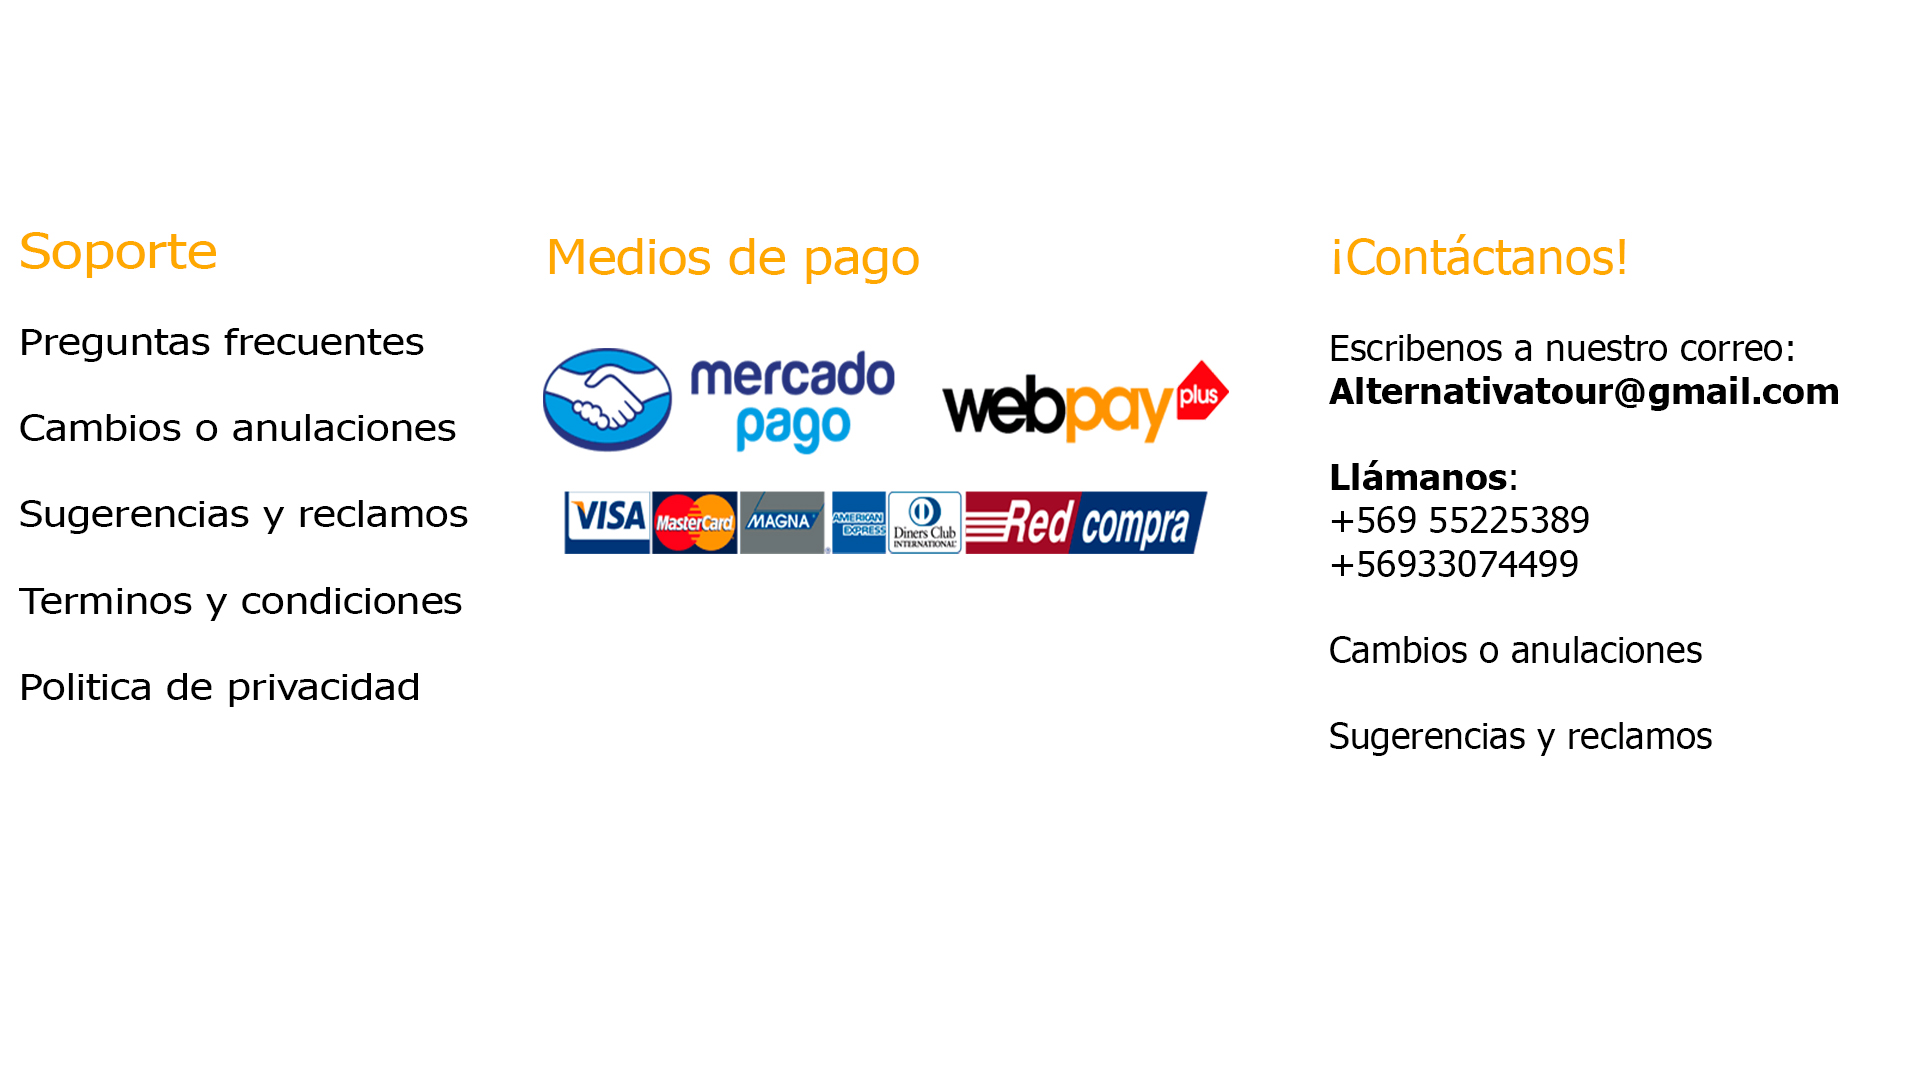 Soporte
Preguntas frecuentes
Cambios o anulaciones
Sugerencias y reclamos
Terminos y condiciones
Politica de privacidad
Medios de pago
mercado
pago
webpay plus
VISA MasterCard MAGNA AMERICAN EXPRESS Diners Club INTERNATIONAL Red compra
¡Contáctanos!
Escribenos a nuestro correo:
Alternativatour@gmail.com
Llámanos:
+569 55225389
+56933074499
Cambios o anulaciones
Sugerencias y reclamos